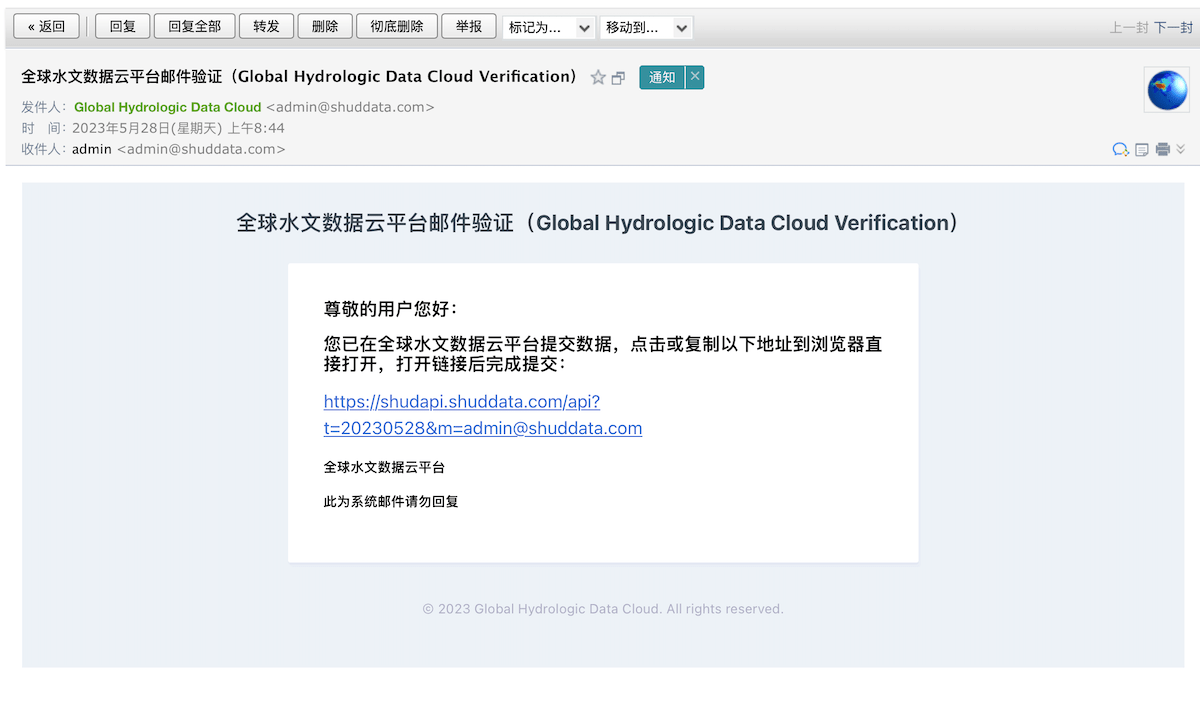 « 返回 回复 回复全部 转发 删除 彻底删除 举报 标记为... 移动到... 上一封 下一封
全球水文数据云平台邮件验证（Global Hydrologic Data Cloud Verification） 通知 ×
发件人： Global Hydrologic Data Cloud <admin@shuddata.com>
时 间： 2023年5月28日(星期天) 上午8:44
收件人： admin <admin@shuddata.com>
全球水文数据云平台邮件验证（Global Hydrologic Data Cloud Verification）
尊敬的用户您好：
您已在全球水文数据云平台提交数据，点击或复制以下地址到浏览器直
接打开，打开链接后完成提交：
https://shudapi.shuddata.com/api?
t=20230528&m=admin@shuddata.com
全球水文数据云平台
此为系统邮件请勿回复
© 2023 Global Hydrologic Data Cloud. All rights reserved.